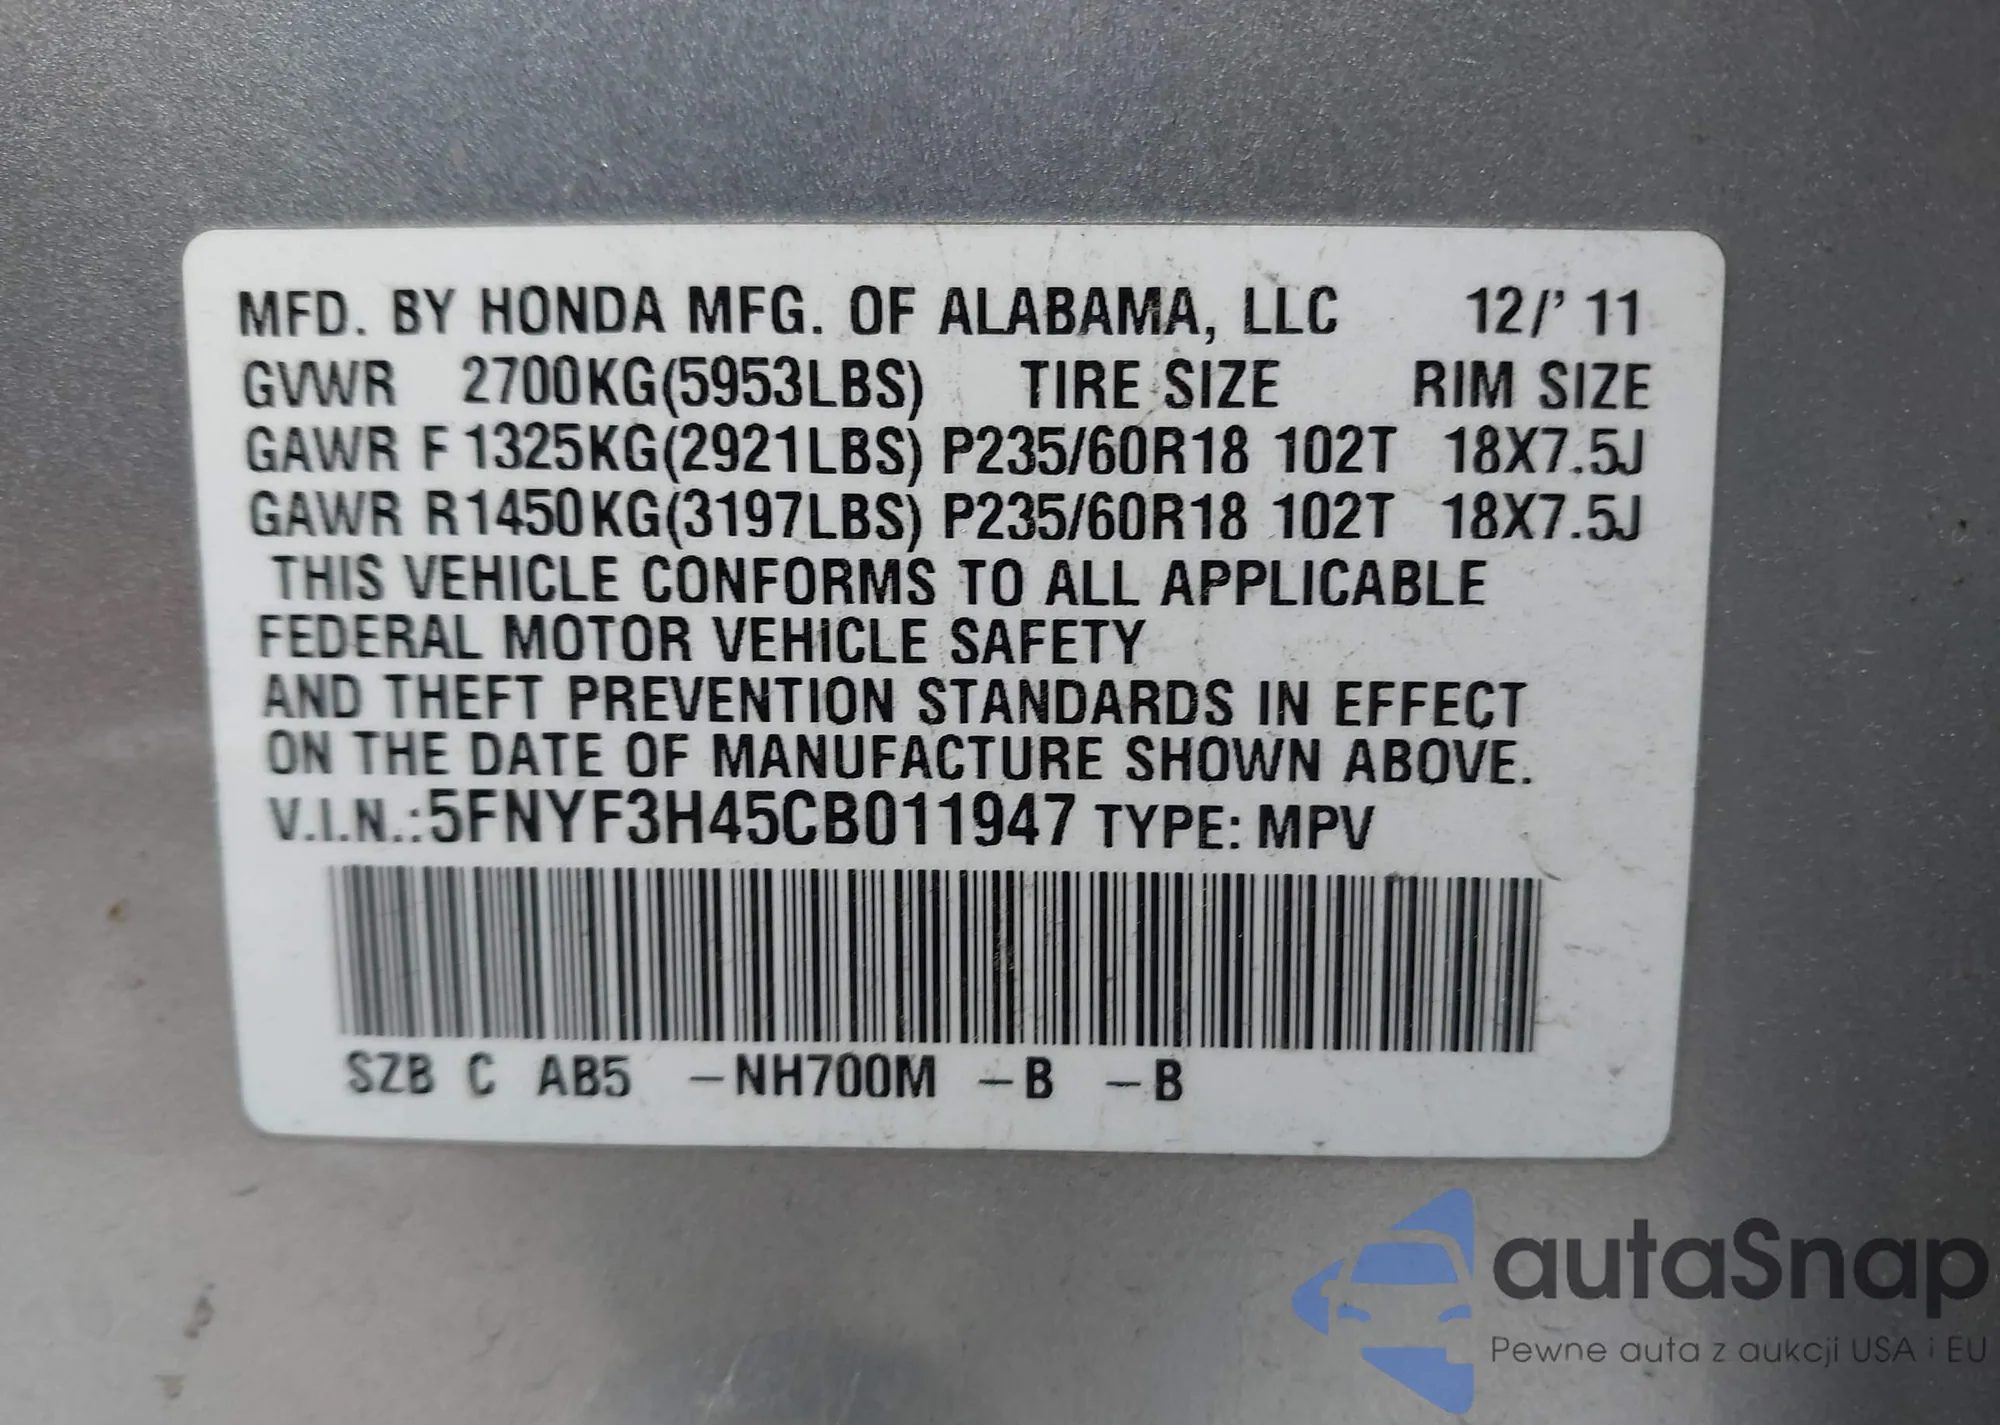 MFD. BY HONDA MFG. OF ALABAMA, LLC 12/' 11
GVWR 2700KG(5953LBS) TIRE SIZE RIM SIZE
GAWR F 1325KG(2921LBS) P235/60R18 102T 18X7.5J
GAWR R 1450KG(3197LBS) P235/60R18 102T 18X7.5J
THIS VEHICLE CONFORMS TO ALL APPLICABLE
FEDERAL MOTOR VEHICLE SAFETY
AND THEFT PREVENTION STANDARDS IN EFFECT
ON THE DATE OF MANUFACTURE SHOWN ABOVE.
V.I.N.:5FNYF3H45CB011947 TYPE: MPV
SZB C AB5 –NH700M –B –B
autaSnap
Pewne auta z aukcji USA i EU